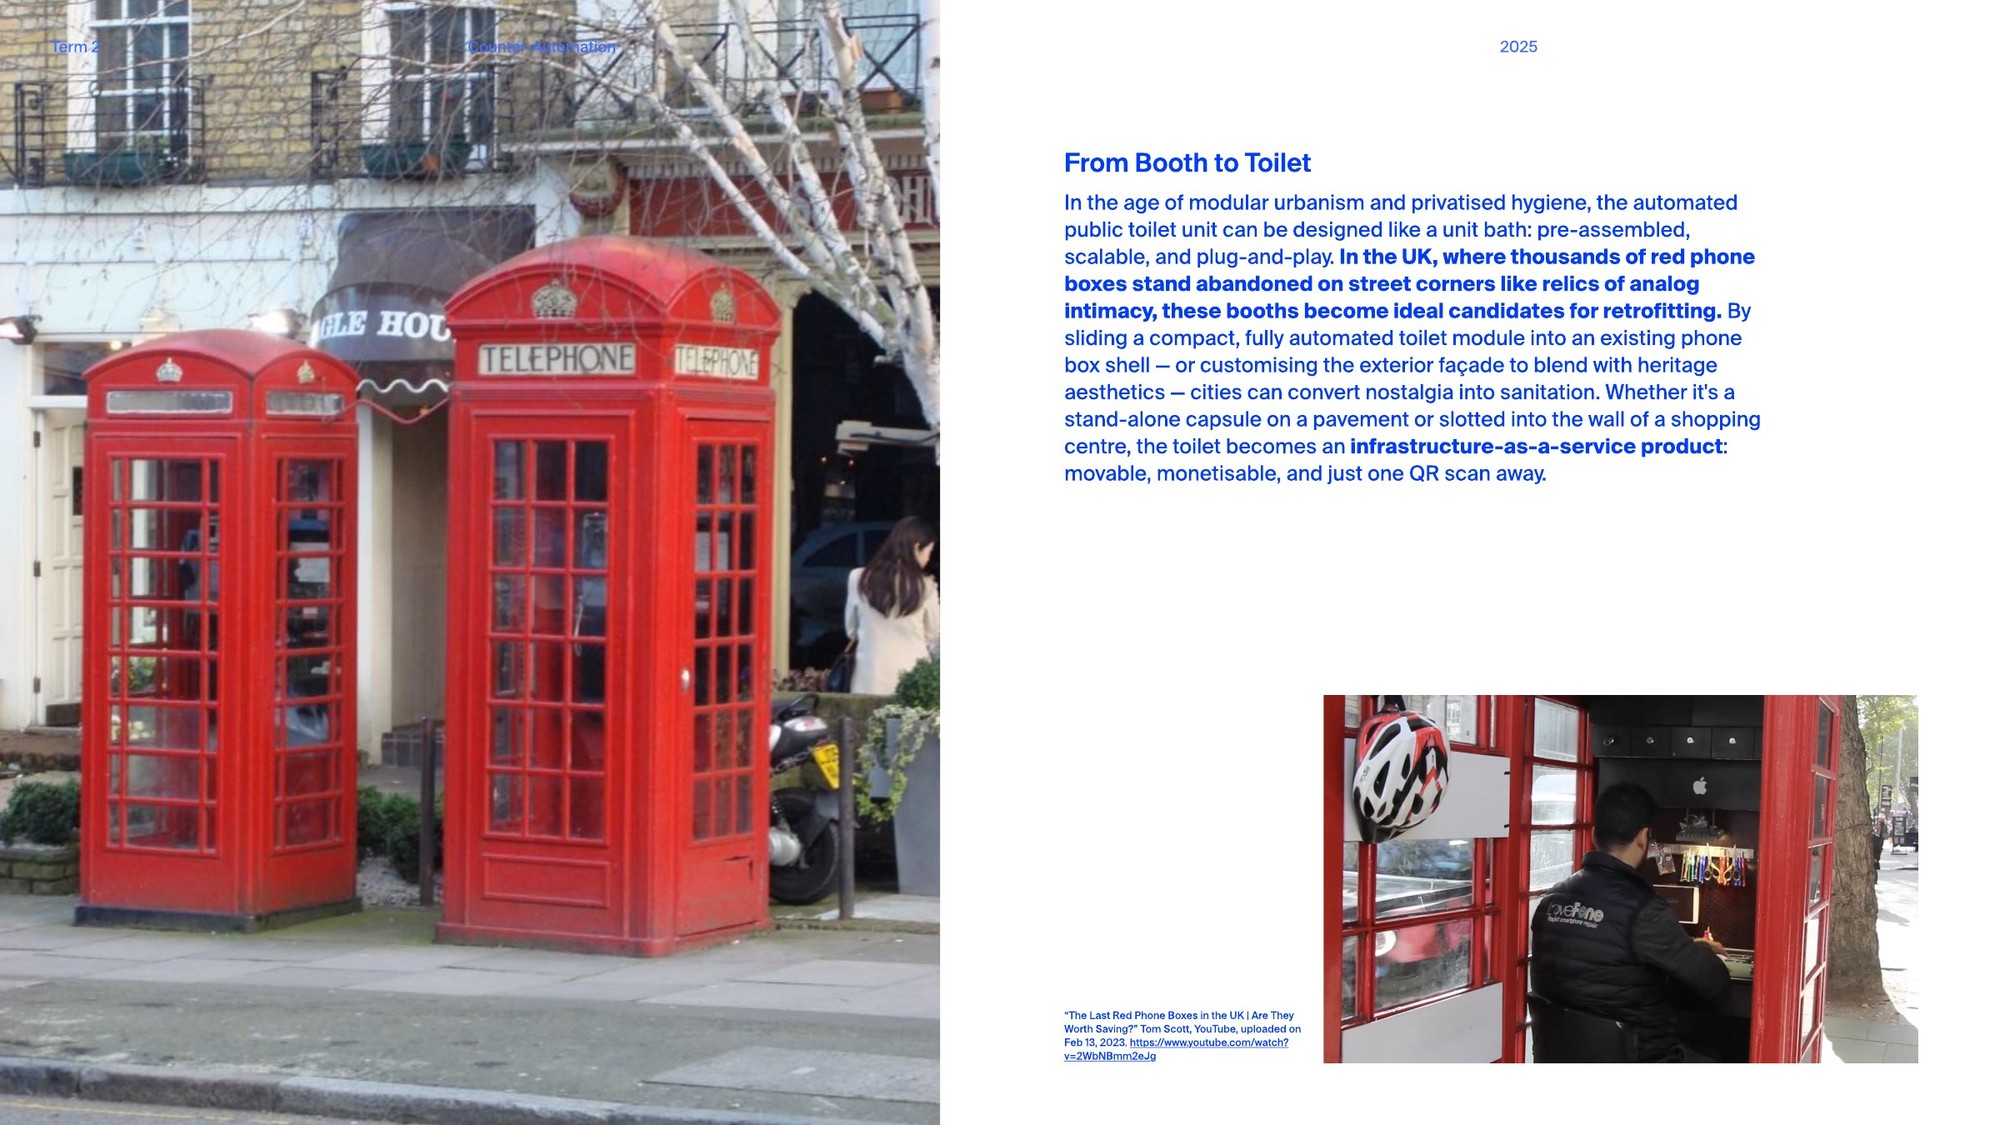 Term 2
Counter-Automation
2025
From Booth to Toilet
In the age of modular urbanism and privatised hygiene, the automated
public toilet unit can be designed like a unit bath: pre-assembled,
scalable, and plug-and-play. In the UK, where thousands of red phone
boxes stand abandoned on street corners like relics of analog
intimacy, these booths become ideal candidates for retrofitting. By
sliding a compact, fully automated toilet module into an existing phone
box shell — or customising the exterior façade to blend with heritage
aesthetics — cities can convert nostalgia into sanitation. Whether it's a
stand-alone capsule on a pavement or slotted into the wall of a shopping
centre, the toilet becomes an infrastructure-as-a-service product:
movable, monetisable, and just one QR scan away.
GLE HOU
TELEPHONE
TELEPHONE
LoveFone
Rapid smartphone repair
“The Last Red Phone Boxes in the UK | Are They
Worth Saving?” Tom Scott, YouTube, uploaded on
Feb 13, 2023. https://www.youtube.com/watch?
v=2WbNBmm2eJg